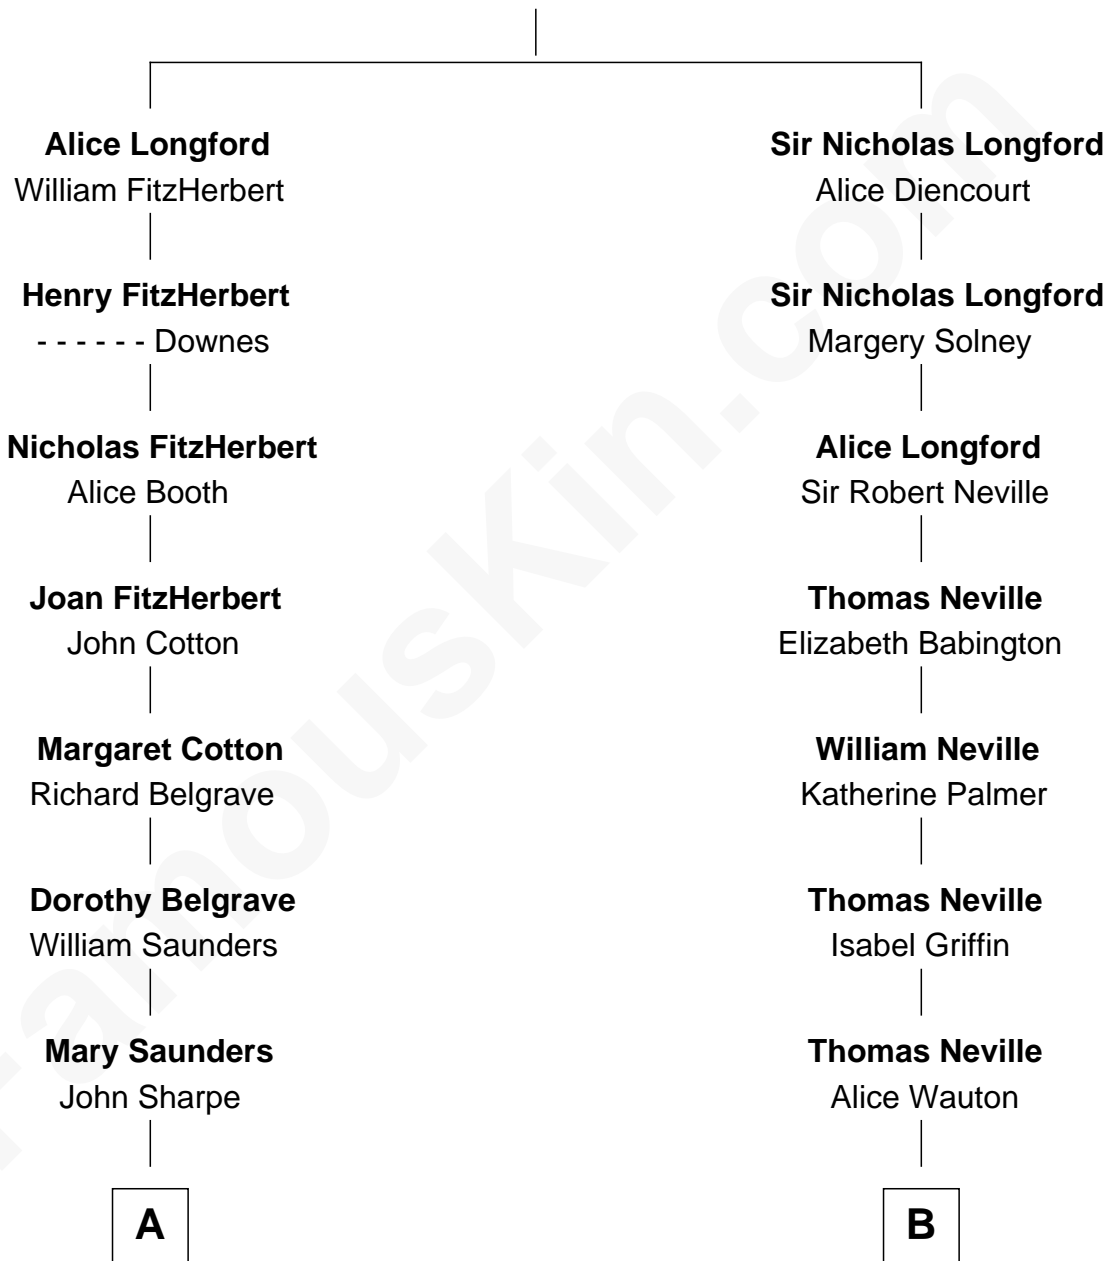 Alice Longford
William FitzHerbert
Sir Nicholas Longford
Alice Diencourt
Henry FitzHerbert
- - - - - - Downes
Sir Nicholas Longford
Margery Solney
Nicholas FitzHerbert
Alice Booth
Alice Longford
Sir Robert Neville
Joan FitzHerbert
John Cotton
Thomas Neville
Elizabeth Babington
Margaret Cotton
Richard Belgrave
William Neville
Katherine Palmer
Dorothy Belgrave
William Saunders
Thomas Neville
Isabel Griffin
Mary Saunders
John Sharpe
Thomas Neville
Alice Wauton
A
B
FamousKin.com